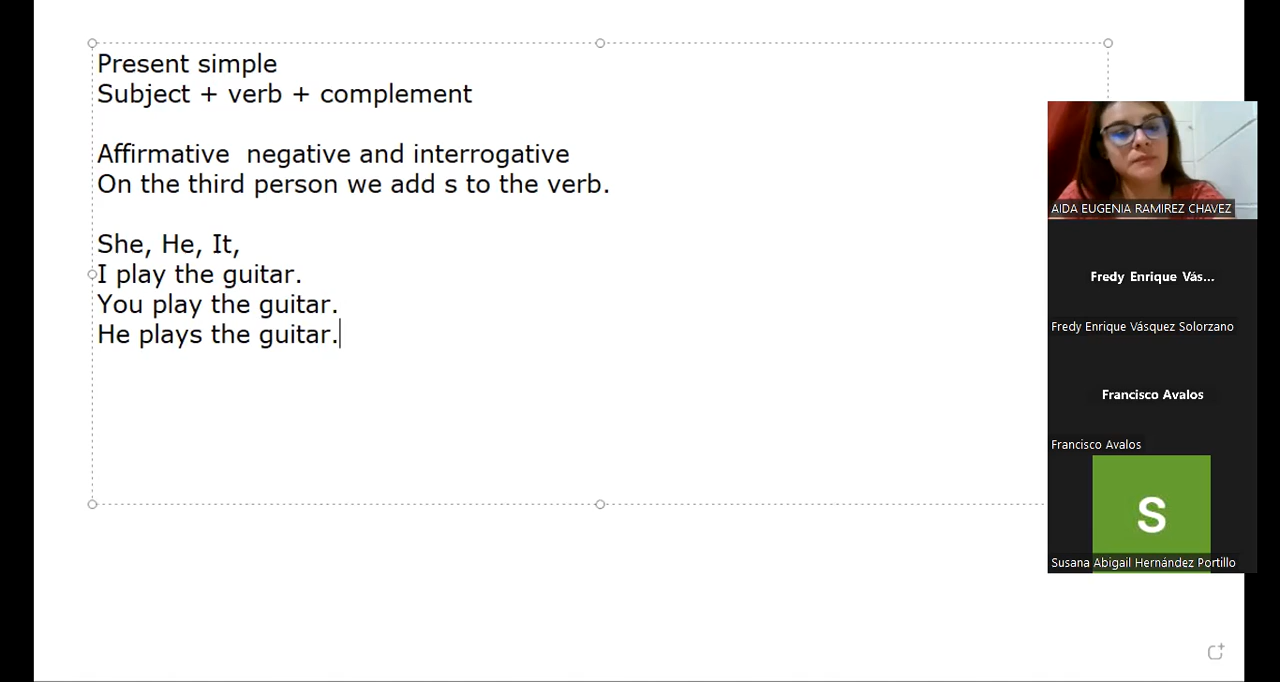 Present simple
Subject + verb + complement
Affirmative  negative and interrogative
On the third person we add s to the verb.
She, He, It,
I play the guitar.
You play the guitar.
He plays the guitar.
AIDA EUGENIA RAMIREZ CHAVEZ
Fredy Enrique Vás...
Fredy Enrique Vásquez Solorzano
Francisco Avalos
Francisco Avalos
S
Susana Abigail Hernández Portillo